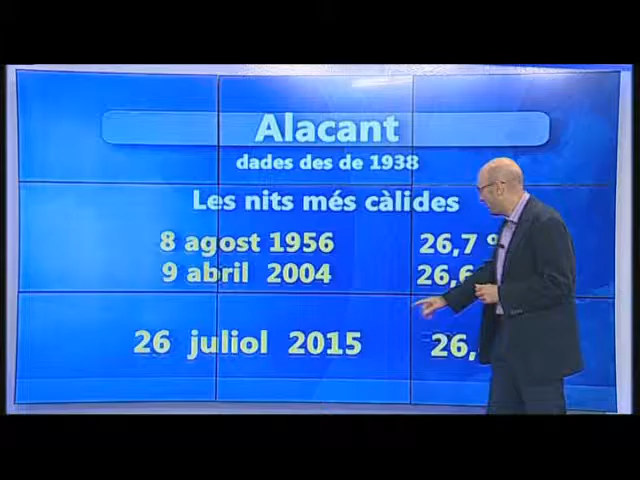 Alacant
dades des de 1938
Les nits més càlides
8 agost 1956 26,7 º
9 abril 2004 26,6
26 juliol 2015 26,